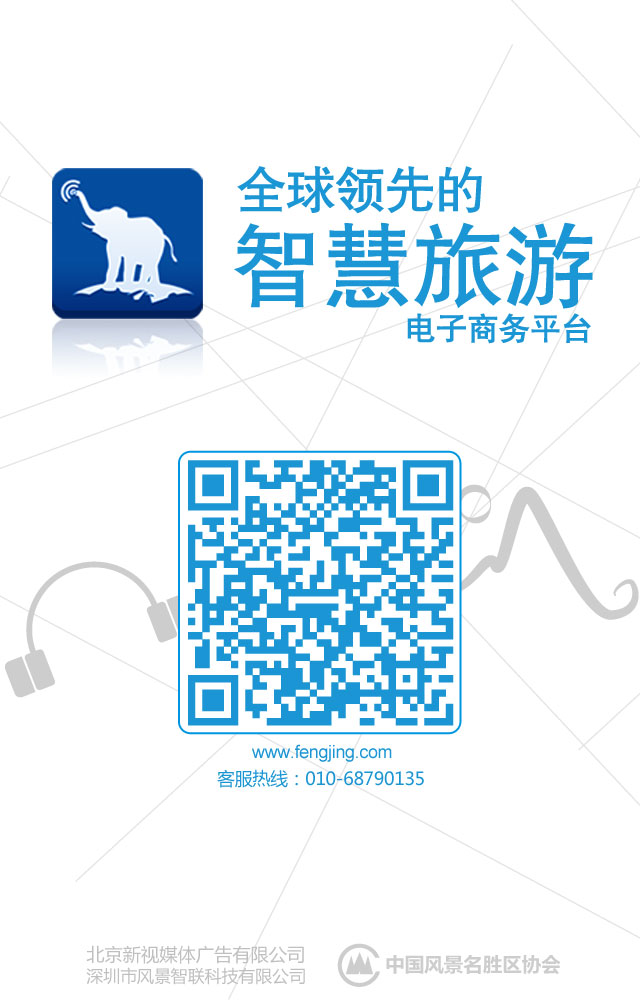 全球领先的
智慧旅游
电子商务平台
www.fengjing.com
客服热线：010-68790135
北京新视媒体广告有限公司
深圳市风景智联科技有限公司
中国风景名胜区协会